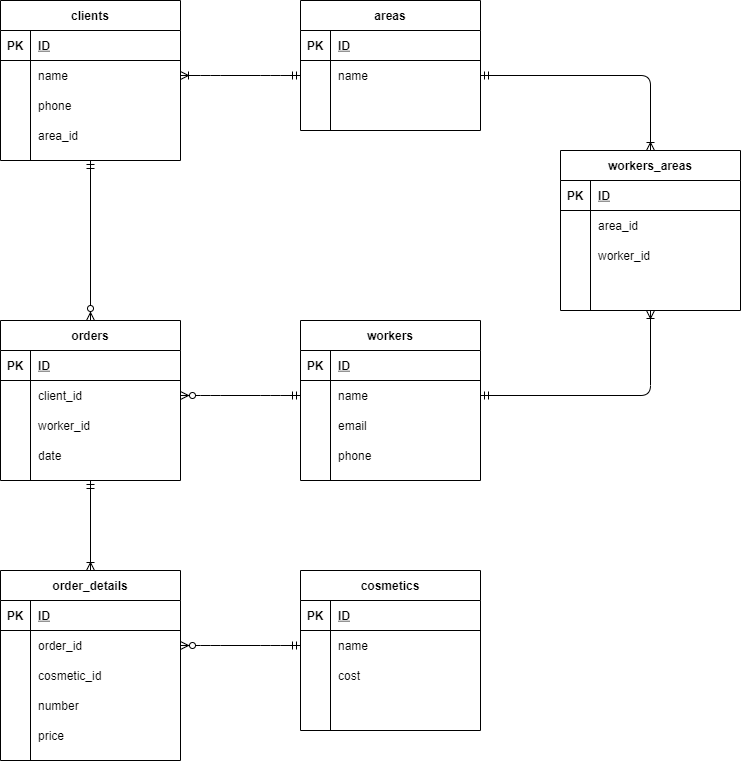 clients
PK ID
name
phone
area_id
areas
PK ID
name
workers_areas
PK ID
area_id
worker_id
orders
PK ID
client_id
worker_id
date
workers
PK ID
name
email
phone
order_details
PK ID
order_id
cosmetic_id
number
price
cosmetics
PK ID
name
cost